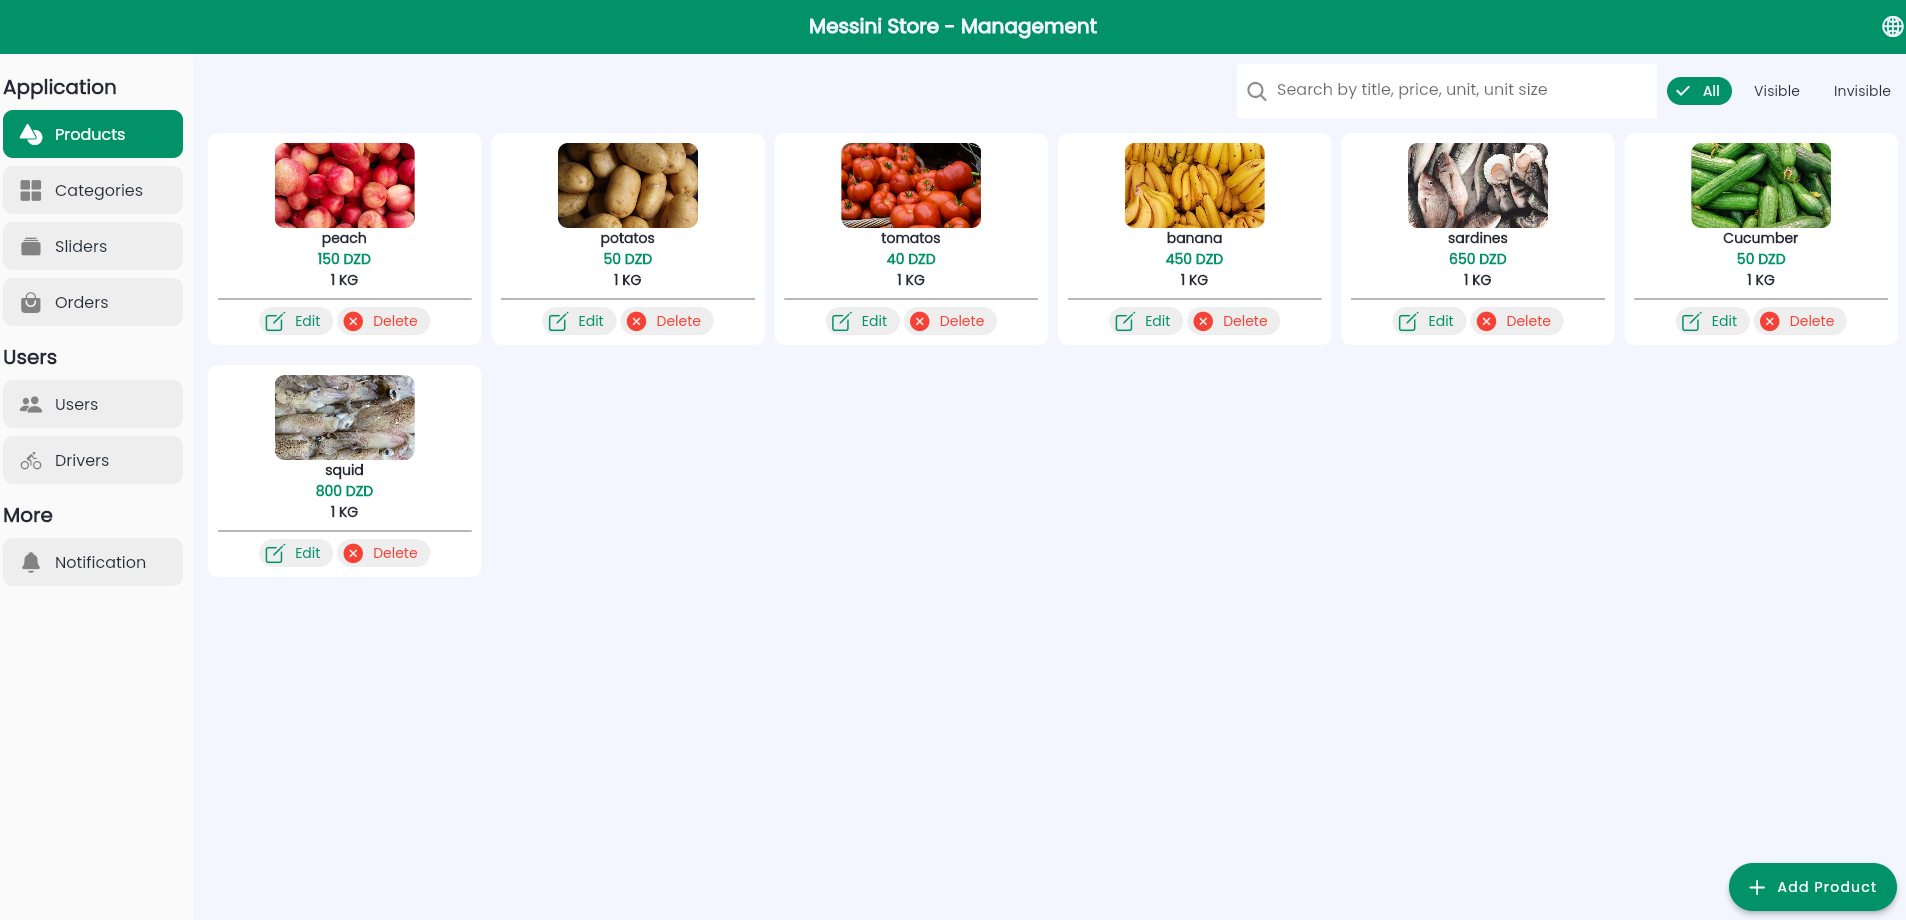 Messini Store - Management
Application
Products
Categories
Sliders
Orders
Users
Users
Drivers
More
Notification
Search by title, price, unit, unit size
All
Visible
Invisible
peach
150 DZD
1 KG
Edit
Delete
potatos
50 DZD
1 KG
Edit
Delete
tomatos
40 DZD
1 KG
Edit
Delete
banana
450 DZD
1 KG
Edit
Delete
sardines
650 DZD
1 KG
Edit
Delete
Cucumber
50 DZD
1 KG
Edit
Delete
squid
800 DZD
1 KG
Edit
Delete
Add Product